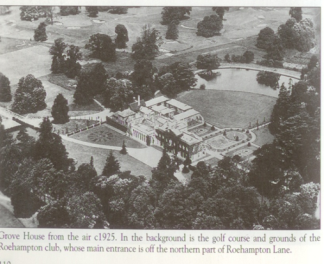 Grove House from the air c1925. In the background is the golf course and grounds of the
Roehampton club, whose main entrance is off the northern part of Roehampton Lane.